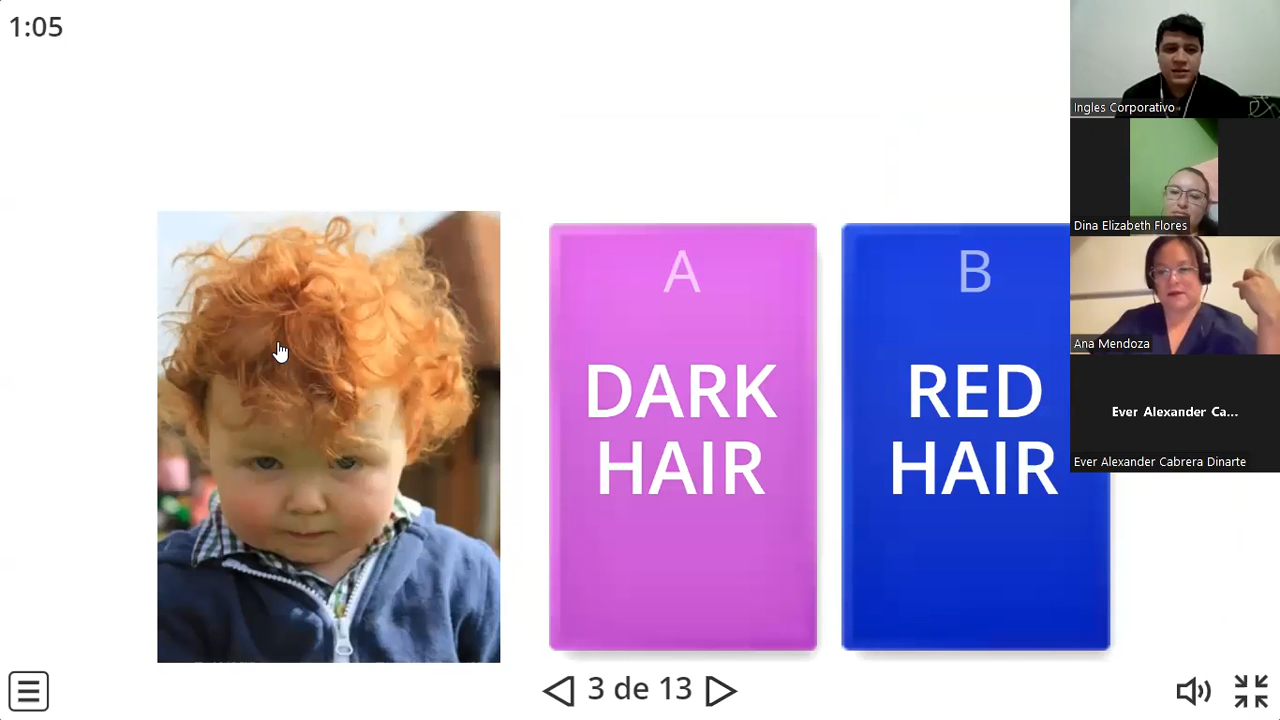 1:05
A
DARK
HAIR
B
RED
HAIR
3 de 13
Ingles Corporativo
Dina Elizabeth Flores
Ana Mendoza
Ever Alexander Ca...
Ever Alexander Cabrera Dinarte